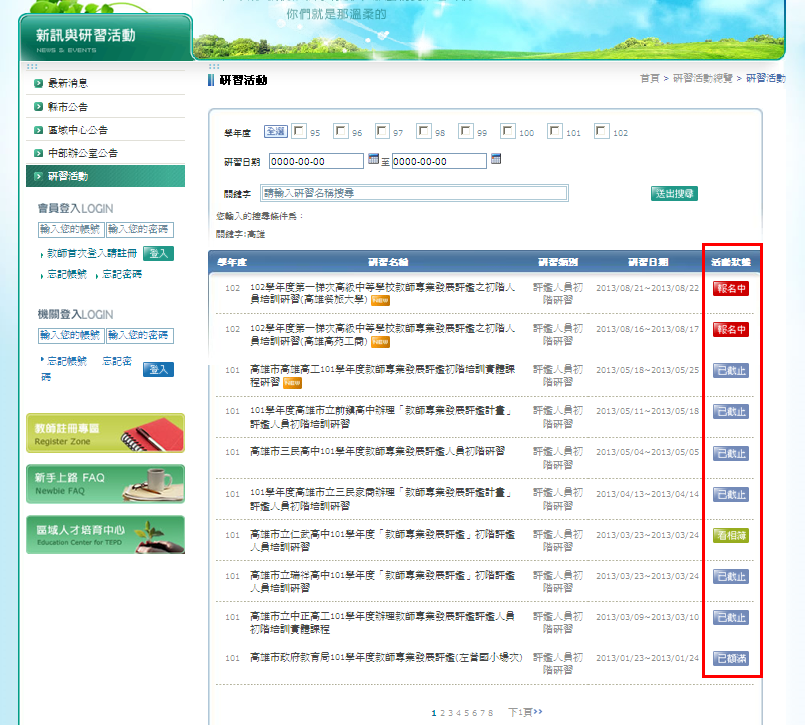 你們就是那溫柔的
新訊與研習活動
NEWS & EVENTS
最新消息
縣市公告
區域中心公告
中部辦公室公告
研習活動
會員登入LOGIN
輸入您的帳號 輸入您的密碼
教師首次登入請註冊 登入
忘記帳號 忘記密碼
機關登入LOGIN
輸入您的帳號 輸入您的密碼
忘記帳號 忘記密
碼
登入
教師註冊專區
Register Zone
新手上路 FAQ
Newbie FAQ
區域人才培育中心
Education Center for TEPD
研習活動
首頁 > 研習活動總覽 > 研習活動
學年度 全選 95 96 97 98 99 100 101 102
研習日期 0000-00-00 至 0000-00-00
關鍵字 請輸入研習名稱搜尋 送出搜尋
您輸入的搜尋條件為：
關鍵字:高雄
學年度 研習名稱 研習類別 研習日期 活動狀態
102 102學年度第一梯次高級中等學校教師專業發展評鑑之初階人 評鑑人員初 2013/08/21~2013/08/22 報名中
員培訓研習(高雄餐旅大學) New 階研習
102 102學年度第一梯次高級中等學校教師專業發展評鑑之初階人 評鑑人員初 2013/08/16~2013/08/17 報名中
員培訓研習(高雄高苑工商) New 階研習
101 高雄市高雄高工101學年度教師專業發展評鑑初階培訓實體課 評鑑人員初 2013/05/18~2013/05/25 已截止
程研習 New 階研習
101 101學年度高雄市立前鎮高中辦理「教師專業發展評鑑計畫」 評鑑人員初 2013/05/11~2013/05/18 已截止
評鑑人員初階培訓研習 階研習
101 高雄市三民高中101學年度教師專業發展評鑑人員初階研習 評鑑人員初 2013/05/04~2013/05/05 已截止
階研習
101 101學年度高雄市立三民家商辦理「教師專業發展評鑑計畫」 評鑑人員初 2013/04/13~2013/04/14 已截止
評鑑人員初階培訓研習 階研習
101 高雄市立仁武高中101學年度「教師專業發展評鑑」初階評鑑 評鑑人員初 2013/03/23~2013/03/24 看相簿
人員培訓研習 階研習
101 高雄市立瑞祥高中101學年度「教師專業發展評鑑」初階評鑑 評鑑人員初 2013/03/23~2013/03/24 已截止
人員培訓研習 階研習
101 高雄市立中正高工101學年度辦理教師專業發展評鑑評鑑人員 評鑑人員初 2013/03/09~2013/03/10 已截止
初階培訓實體課程 階研習
101 高雄市政府教育局101學年度教師專業發展評鑑(左營國小場次) 評鑑人員初 2013/01/23~2013/01/24 已額滿
階研習
1 2 3 4 5 6 7 8 下1頁>>